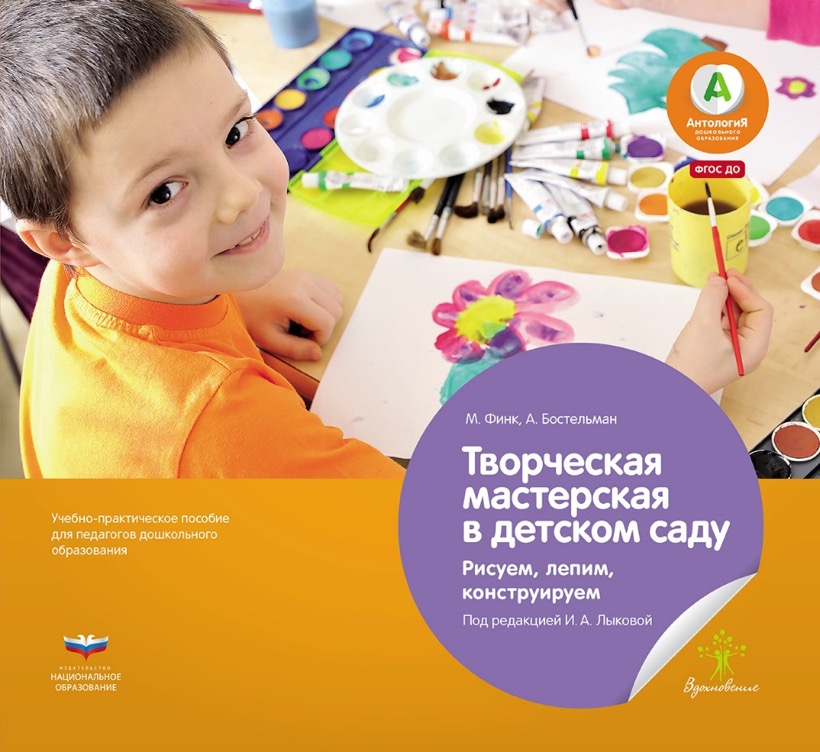 А
АнтологиЯ
ДОШКОЛЬНОГО
ОБРАЗОВАНИЯ
ФГОС ДО
М. Финк, А. Бостельман
Творческая
мастерская
в детском саду
Рисуем, лепим,
конструируем
Под редакцией И. А. Лыковой
Учебно-практическое пособие
для педагогов дошкольного
образования
ИЗДАТЕЛЬСТВО
НАЦИОНАЛЬНОЕ
ОБРАЗОВАНИЕ
Вдохновение